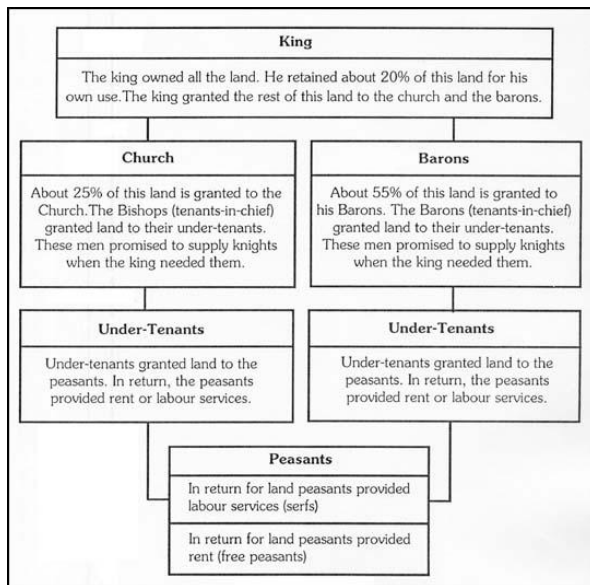 King
The king owned all the land. He retained about 20% of this land for his
own use.The king granted the rest of this land to the church and the barons.
Church
About 25% of this land is granted to the
Church.The Bishops (tenants-in-chief)
granted land to their under-tenants.
These men promised to supply knights
when the king needed them.
Barons
About 55% of this land is granted to
his Barons. The Barons (tenants-in-chief)
granted land to their under-tenants.
These men promised to supply knights
when the king needed them.
Under-Tenants
Under-tenants granted land to the
peasants. In return, the peasants
provided rent or labour services.
Under-Tenants
Under-tenants granted land to the
peasants. In return, the peasants
provided rent or labour services.
Peasants
In return for land peasants provided
labour services (serfs)
In return for land peasants provided
rent (free peasants)